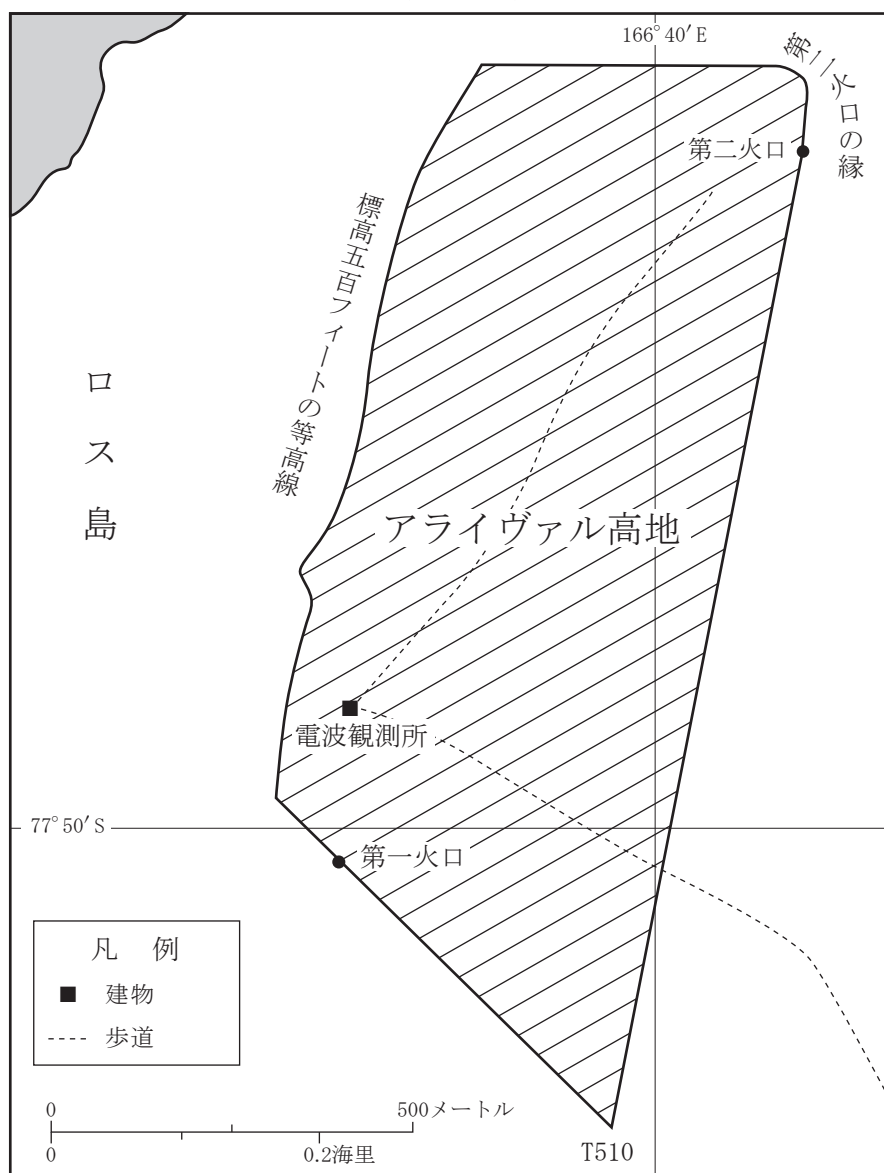 166°40′E
第二火口の縁
第二火口
標高五百フィートの等高線
ロス島
アライヴァル高地
電波観測所
77°50′S
第一火口
凡 例
建物
歩道
0 500メートル
0 0.2海里
T510